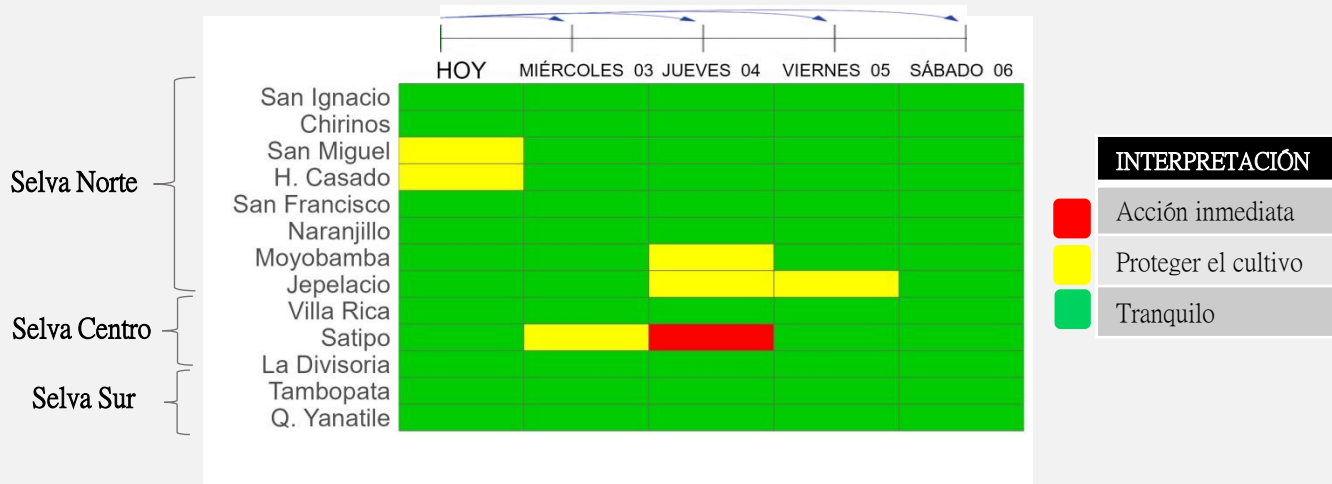 HOY MIÉRCOLES 03 JUEVES 04 VIERNES 05 SÁBADO 06
San Ignacio
Chirinos
San Miguel
H. Casado
San Francisco
Naranjillo
Moyobamba
Jepelacio
Villa Rica
Satipo
La Divisoria
Tambopata
Q. Yanatile
Selva Norte
Selva Centro
Selva Sur
INTERPRETACIÓN
Acción inmediata
Proteger el cultivo
Tranquilo